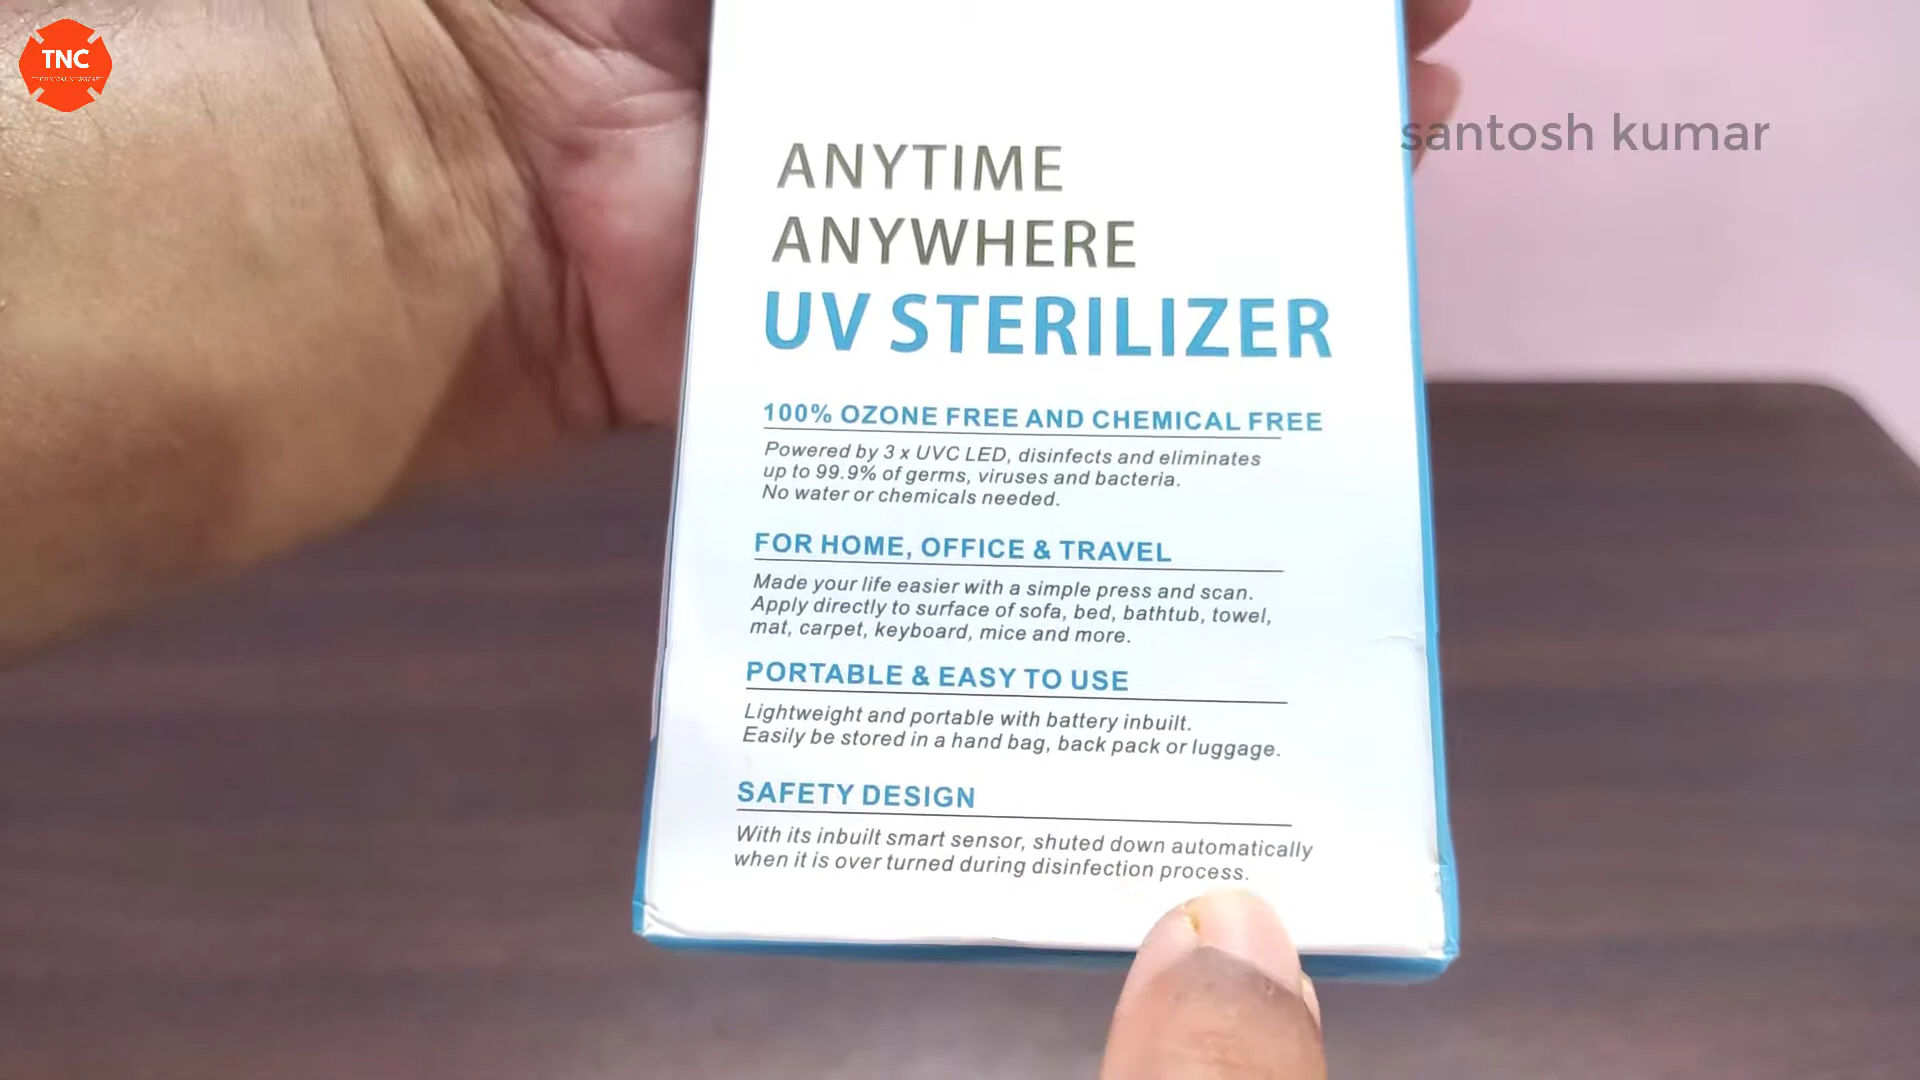 TNC
TECHNICAL NEWSCAST
santosh kumar
ANYTIME
ANYWHERE
UV STERILIZER
100% OZONE FREE AND CHEMICAL FREE
Powered by 3 x UVC LED, disinfects and eliminates
up to 99.9% of germs, viruses and bacteria.
No water or chemicals needed.
FOR HOME, OFFICE & TRAVEL
Made your life easier with a simple press and scan.
Apply directly to surface of sofa, bed, bathtub, towel,
mat, carpet, keyboard, mice and more.
PORTABLE & EASY TO USE
Lightweight and portable with battery inbuilt.
Easily be stored in a hand bag, back pack or luggage.
SAFETY DESIGN
With its inbuilt smart sensor, shuted down automatically
when it is over turned during disinfection process.